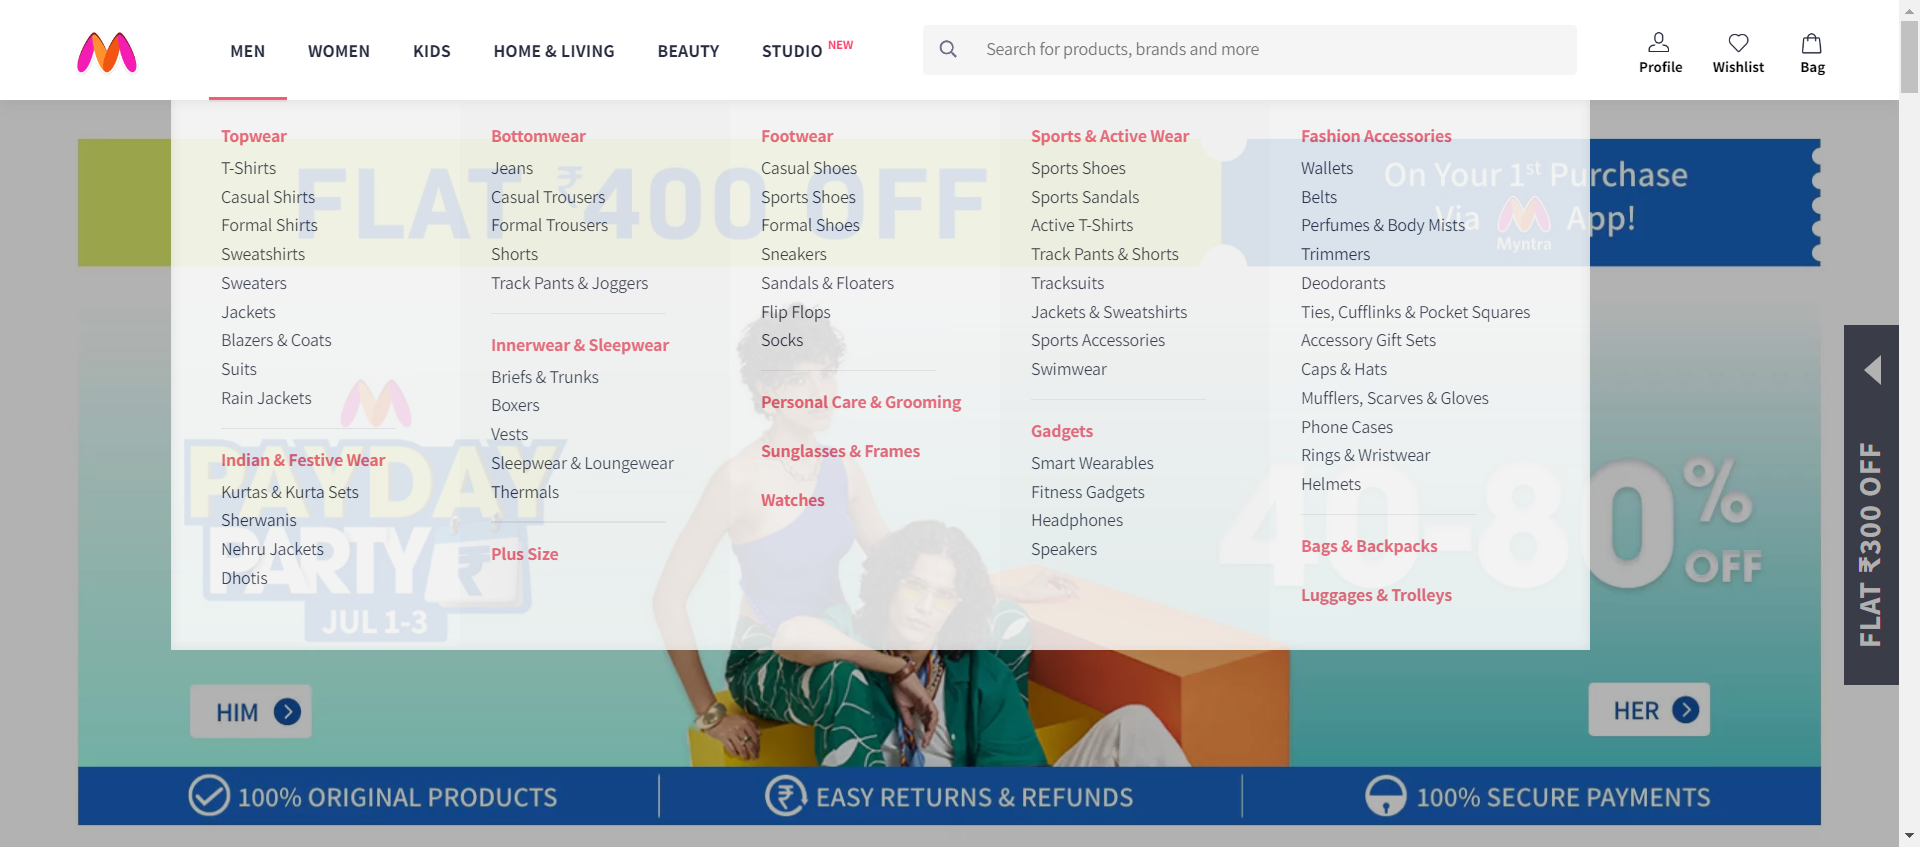 MEN
WOMEN
KIDS
HOME & LIVING
BEAUTY
STUDIO NEW
Search for products, brands and more
Profile
Wishlist
Bag
Topwear
T-Shirts
Casual Shirts
Formal Shirts
Sweatshirts
Sweaters
Jackets
Blazers & Coats
Suits
Rain Jackets
Indian & Festive Wear
Kurtas & Kurta Sets
Sherwanis
Nehru Jackets
Dhotis
Bottomwear
Jeans
Casual Trousers
Formal Trousers
Shorts
Track Pants & Joggers
Innerwear & Sleepwear
Briefs & Trunks
Boxers
Vests
Sleepwear & Loungewear
Thermals
Plus Size
Footwear
Casual Shoes
Sports Shoes
Formal Shoes
Sneakers
Sandals & Floaters
Flip Flops
Socks
Personal Care & Grooming
Sunglasses & Frames
Watches
Sports & Active Wear
Sports Shoes
Sports Sandals
Active T-Shirts
Track Pants & Shorts
Tracksuits
Jackets & Sweatshirts
Sports Accessories
Swimwear
Gadgets
Smart Wearables
Fitness Gadgets
Headphones
Speakers
Fashion Accessories
Wallets
Belts
Perfumes & Body Mists
Trimmers
Deodorants
Ties, Cufflinks & Pocket Squares
Accessory Gift Sets
Caps & Hats
Mufflers, Scarves & Gloves
Phone Cases
Rings & Wristwear
Helmets
Bags & Backpacks
Luggages & Trolleys
FLAT ₹400 OFF
On Your 1st Purchase
Via Myntra App!
PAYDAY
PARTY
JUL 1-3
40-80% OFF
HIM
HER
FLAT ₹300 OFF
100% ORIGINAL PRODUCTS
EASY RETURNS & REFUNDS
100% SECURE PAYMENTS